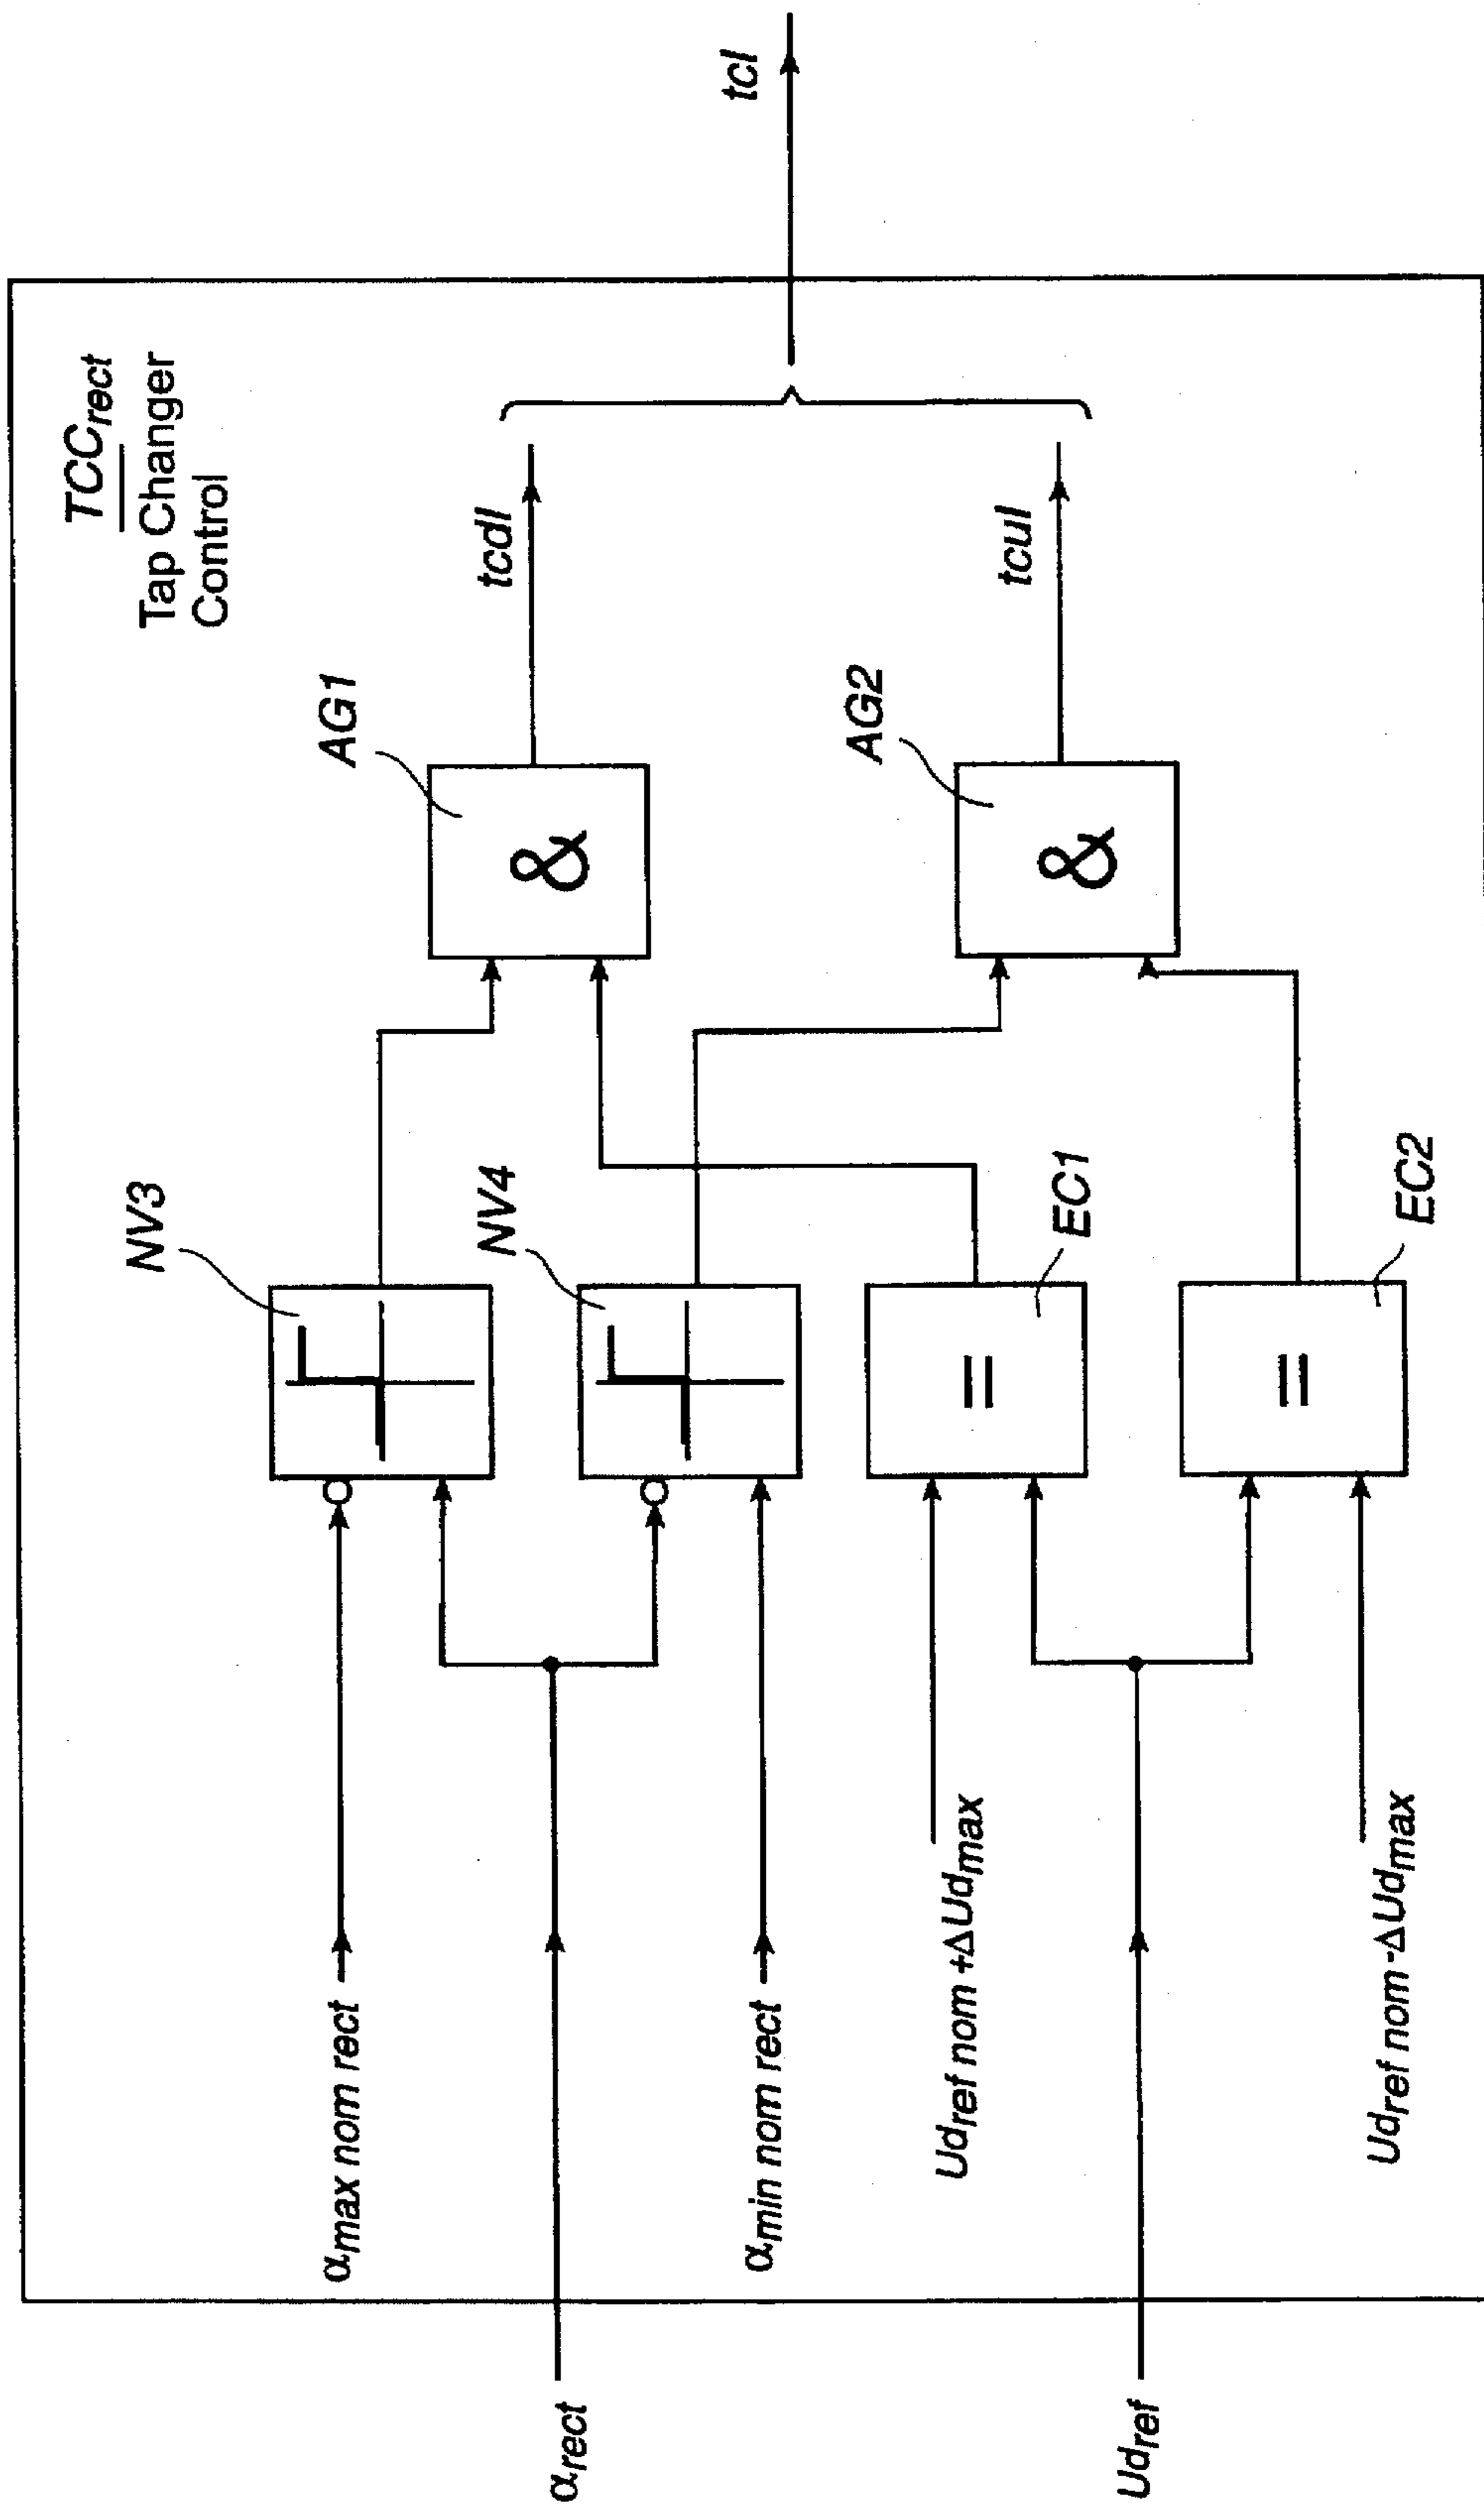 TCCrect
Tap Changer
Control
NV3
AG1
&
tcdl
αmax nom rect
αrect
NV4
tcl
αmin nom rect
AG2
&
tcul
Udref nom +ΔUdmax
=
EC1
Udref
Udref nom -ΔUdmax
=
EC2